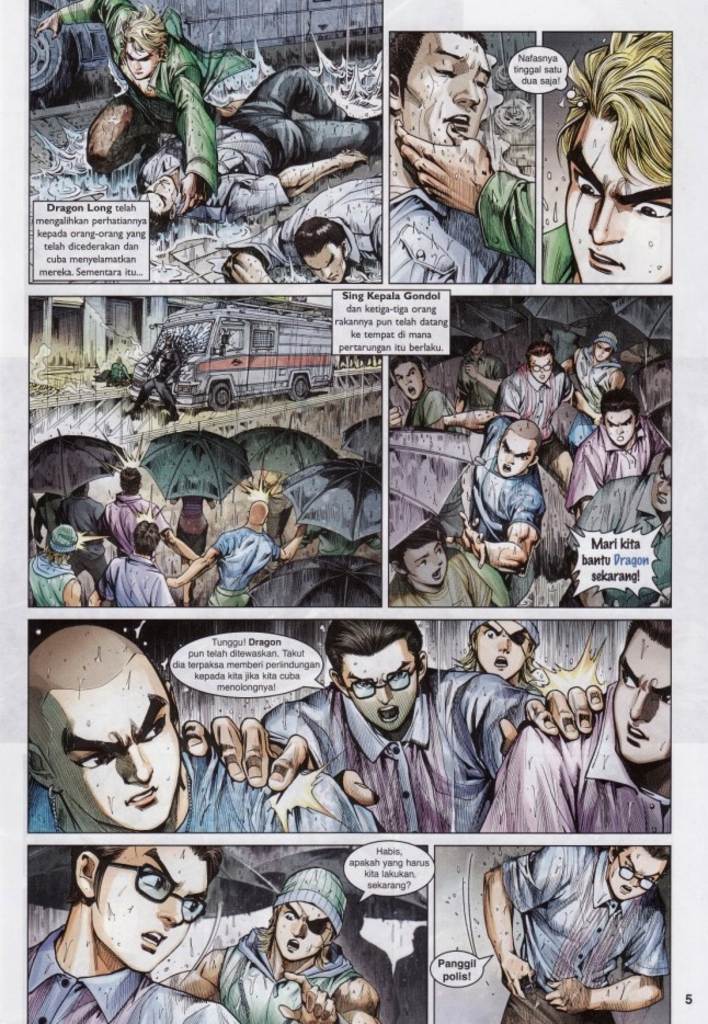 Nafasnya
tinggal satu
dua saja!
Dragon Long telah
mengalihkan perhatiannya
kepada orang-orang yang
telah dicederakan dan
cuba menyelamatkan
mereka. Sementara itu...
Sing Kepala Gondol
dan ketiga-tiga orang
rakannya pun telah datang
ke tempat di mana
pertarungan itu berlaku.
Mari kita
bantu Dragon
sekarang!
Tunggu! Dragon
pun telah ditewaskan. Takut
dia terpaksa memberi perlindungan
kepada kita jika kita cuba
menolongnya!
Habis,
apakah yang harus
kita lakukan,
sekarang?
Panggil
polis!
5